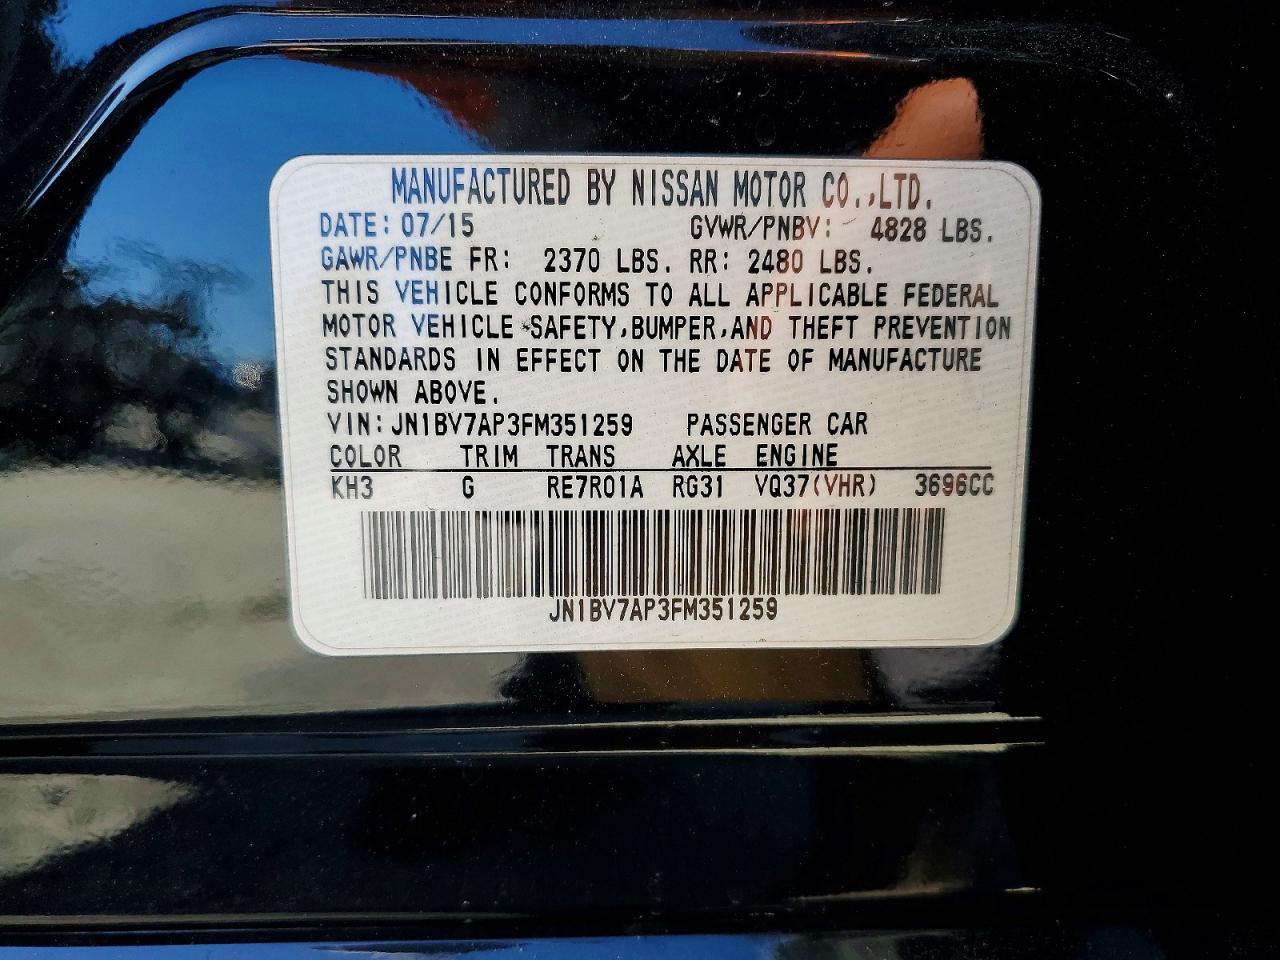 MANUFACTURED BY NISSAN MOTOR CO.,LTD.
DATE: 07/15 GVWR/PNBV: 4828 LBS.
GAWR/PNBE FR: 2370 LBS. RR: 2480 LBS.
THIS VEHICLE CONFORMS TO ALL APPLICABLE FEDERAL
MOTOR VEHICLE SAFETY,BUMPER,AND THEFT PREVENTION
STANDARDS IN EFFECT ON THE DATE OF MANUFACTURE
SHOWN ABOVE.
VIN: JN1BV7AP3FM351259 PASSENGER CAR
COLOR TRIM TRANS AXLE ENGINE
KH3 G RE7R01A RG31 VQ37(VHR) 3696CC
JN1BV7AP3FM351259